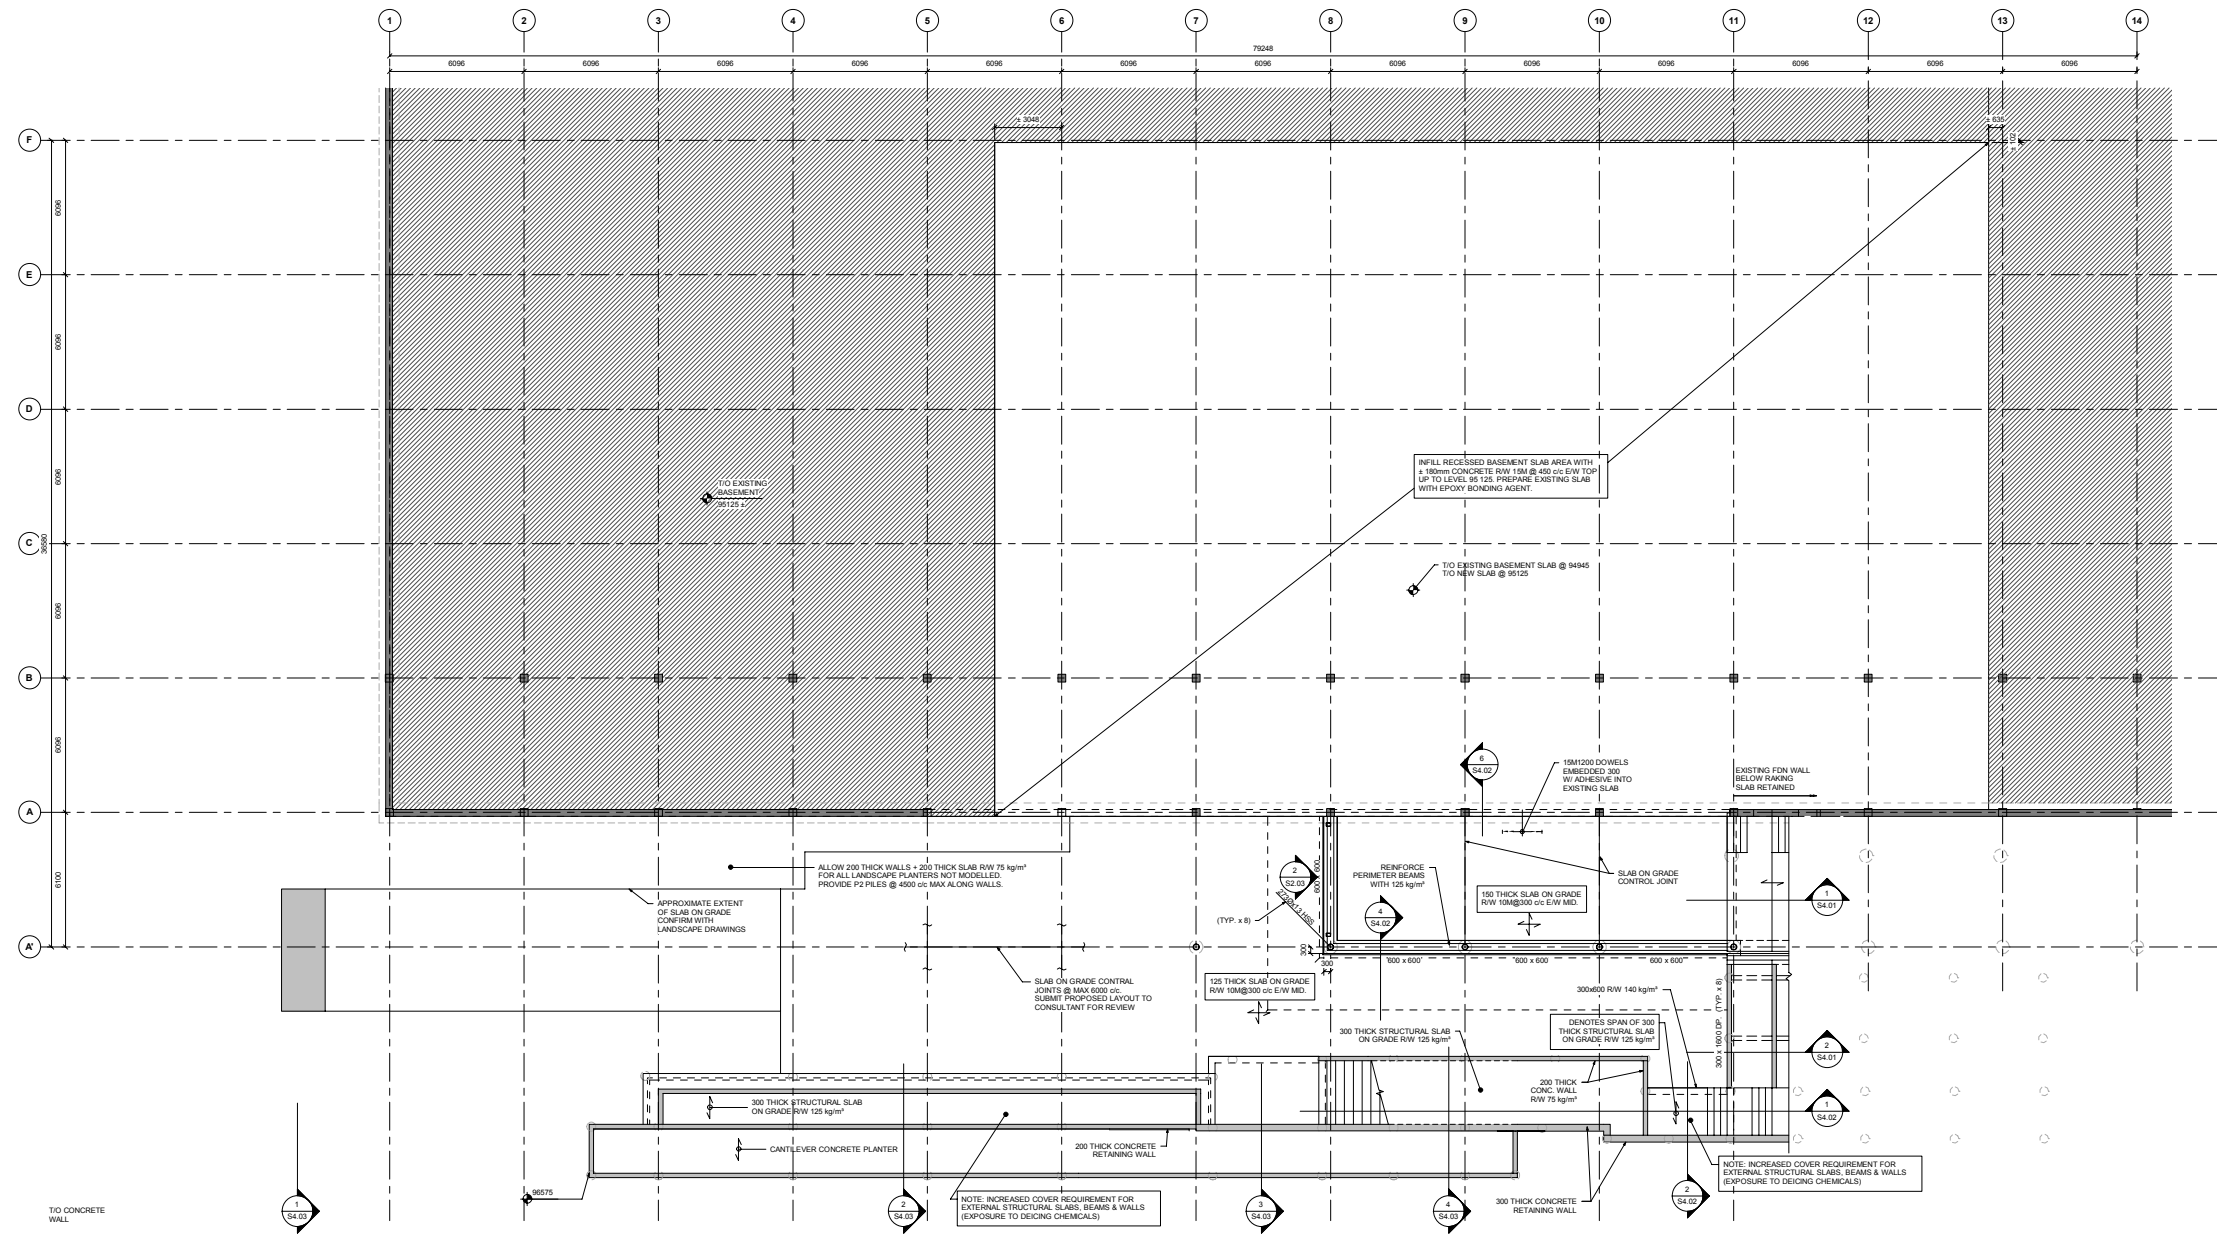 1
2
3
4
5
6
7
8
9
10
11
12
13
14
79248
6096
6096
6096
6096
6096
6096
6096
6096
6096
6096
6096
6096
6096
± 3048
± 635
F
E
D
C
B
A
A'
6096
6096
6096
6096
6096
36580
6100
T/O EXISTING
BASEMENT
95125 ±
INFILL RECESSED BASEMENT SLAB AREA WITH
± 180mm CONCRETE R/W 15M @ 450 c/c E/W TOP
UP TO LEVEL 95 125. PREPARE EXISTING SLAB
WITH EPOXY BONDING AGENT.
T/O EXISTING BASEMENT SLAB @ 94945
T/O NEW SLAB @ 95125
6
S4.02
15M1200 DOWELS
EMBEDDED 300
W/ ADHESIVE INTO
EXISTING SLAB
EXISTING FDN WALL
BELOW RAKING
SLAB RETAINED
ALLOW 200 THICK WALLS + 200 THICK SLAB R/W 75 kg/m³
FOR ALL LANDSCAPE PLANTERS NOT MODELLED.
PROVIDE P2 PILES @ 4500 c/c MAX ALONG WALLS.
APPROXIMATE EXTENT
OF SLAB ON GRADE
CONFIRM WITH
LANDSCAPE DRAWINGS
2
S2.03
600 x 600
273Øx13 HSS
(TYP. x 8)
REINFORCE
PERIMETER BEAMS
WITH 125 kg/m³
4
S4.02
150 THICK SLAB ON GRADE
R/W 10M@300 c/c E/W MID.
SLAB ON GRADE
CONTROL JOINT
1
S4.01
300
300
600 x 600
600 x 600
600 x 600
SLAB ON GRADE CONTRAL
JOINTS @ MAX 6000 c/c.
SUBMIT PROPOSED LAYOUT TO
CONSULTANT FOR REVIEW
125 THICK SLAB ON GRADE
R/W 10M@300 c/c E/W MID.
300x600 R/W 140 kg/m³
300 x 1600 DP. (TYP. x 8)
DENOTES SPAN OF 300
THICK STRUCTURAL SLAB
ON GRADE R/W 125 kg/m³
300 THICK STRUCTURAL SLAB
ON GRADE R/W 125 kg/m³
2
S4.01
200 THICK
CONC. WALL
R/W 75 kg/m³
1
S4.02
300 THICK STRUCTURAL SLAB
ON GRADE R/W 125 kg/m³
CANTILEVER CONCRETE PLANTER
200 THICK CONCRETE
RETAINING WALL
NOTE: INCREASED COVER REQUIREMENT FOR
EXTERNAL STRUCTURAL SLABS, BEAMS & WALLS
(EXPOSURE TO DEICING CHEMICALS)
96575
T/O CONCRETE
WALL
1
S4.03
2
S4.03
NOTE: INCREASED COVER REQUIREMENT FOR
EXTERNAL STRUCTURAL SLABS, BEAMS & WALLS
(EXPOSURE TO DEICING CHEMICALS)
3
S4.03
4
S4.03
300 THICK CONCRETE
RETAINING WALL
2
S4.02